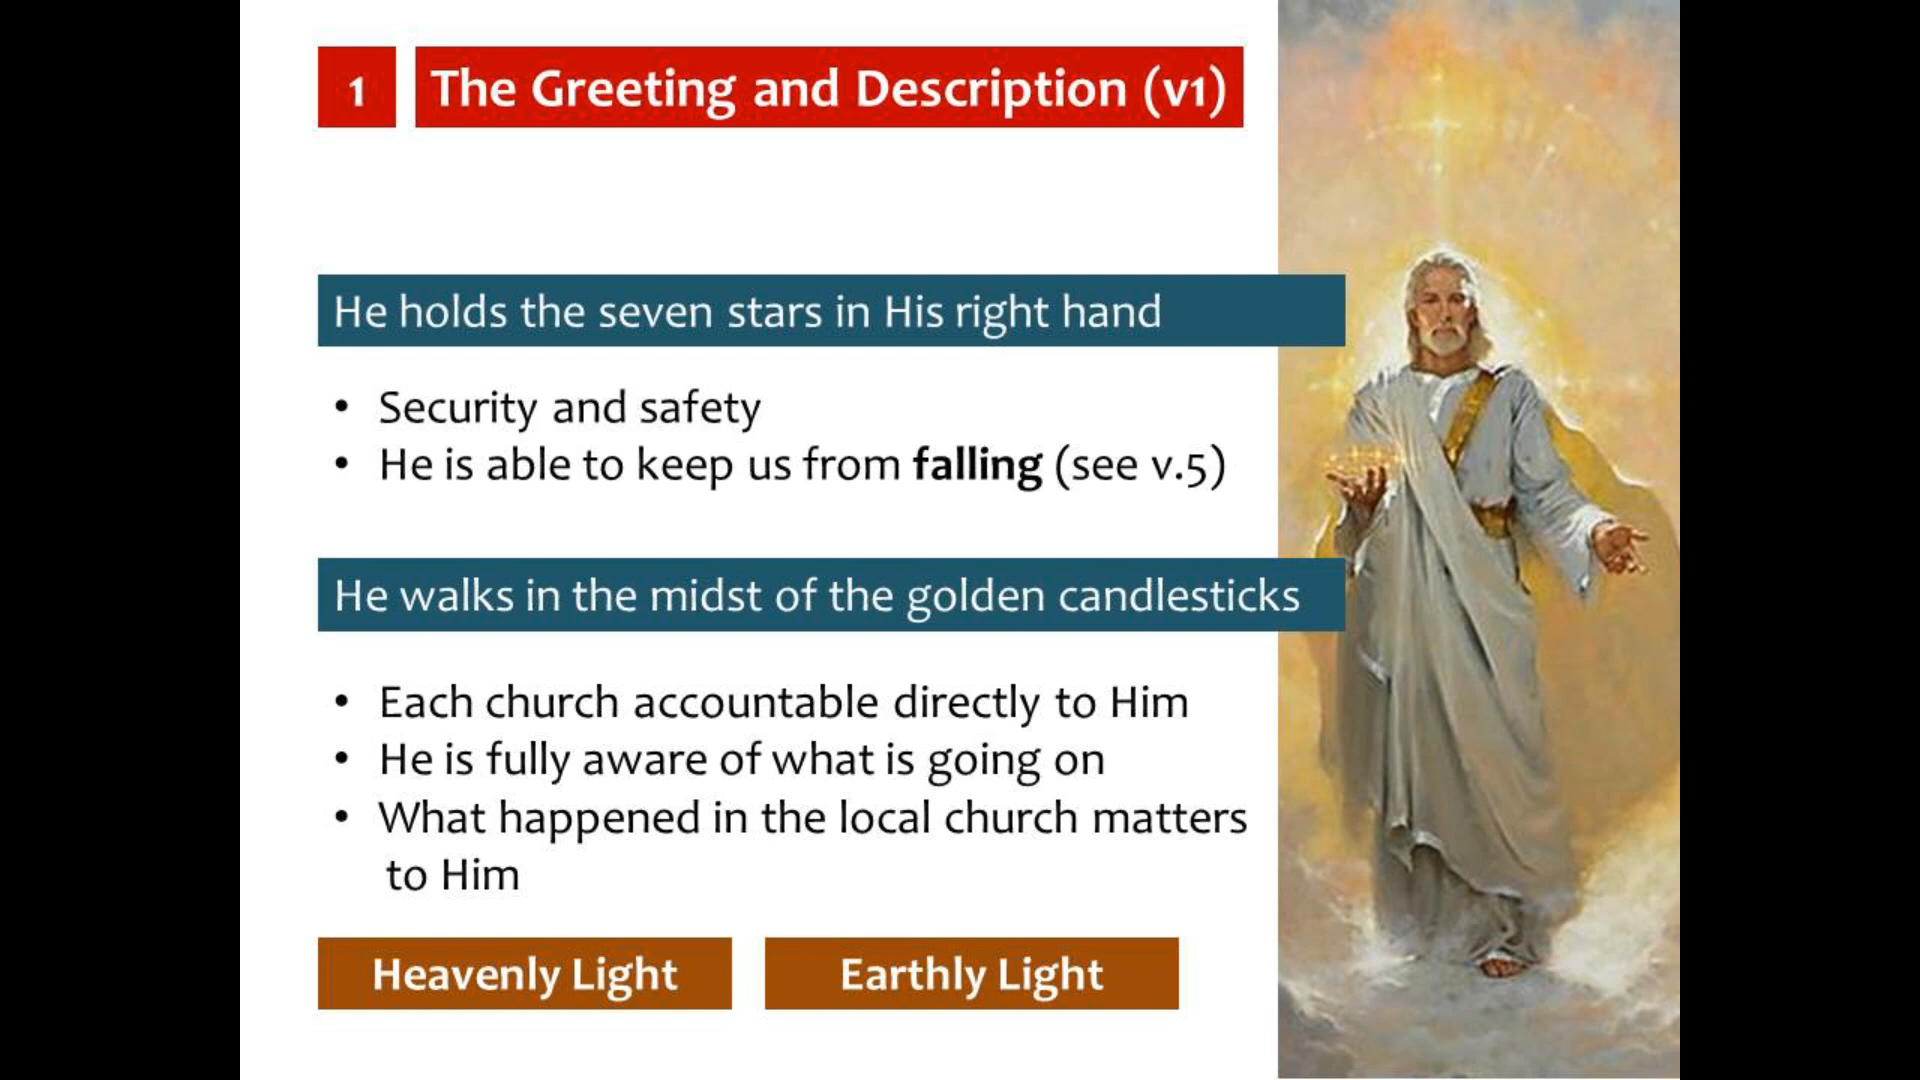 1 The Greeting and Description (v1)
He holds the seven stars in His right hand
• Security and safety
• He is able to keep us from falling (see v.5)
He walks in the midst of the golden candlesticks
• Each church accountable directly to Him
• He is fully aware of what is going on
• What happened in the local church matters
to Him
Heavenly Light Earthly Light